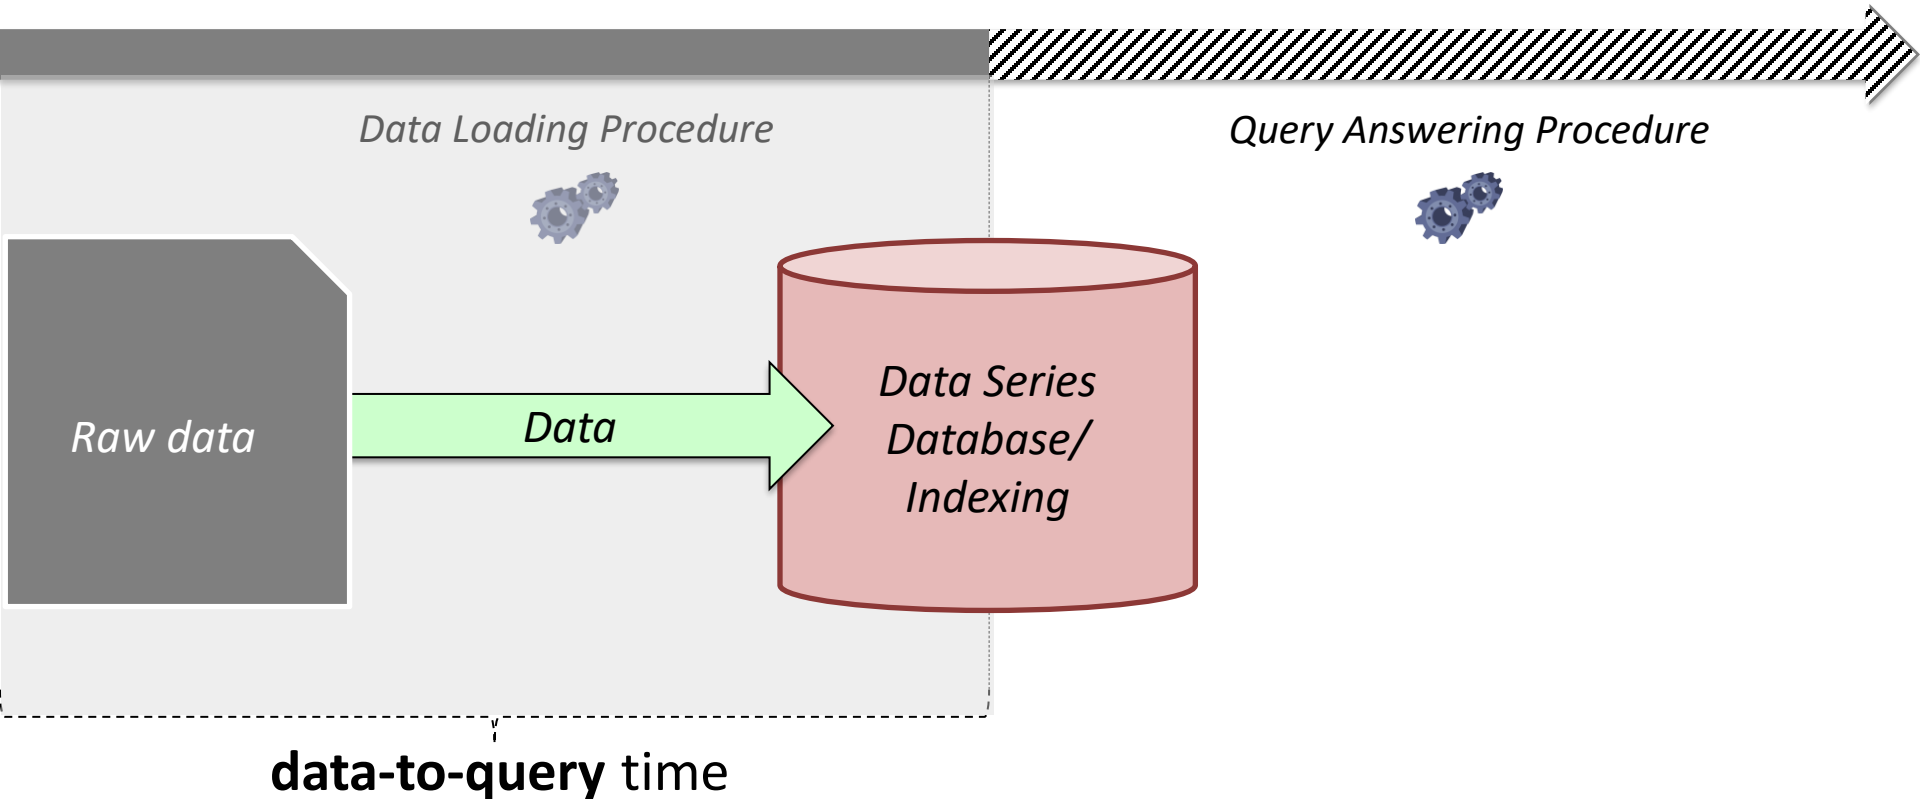 Data Loading Procedure
Query Answering Procedure
Raw data
Data
Data Series
Database/
Indexing
data-to-query time